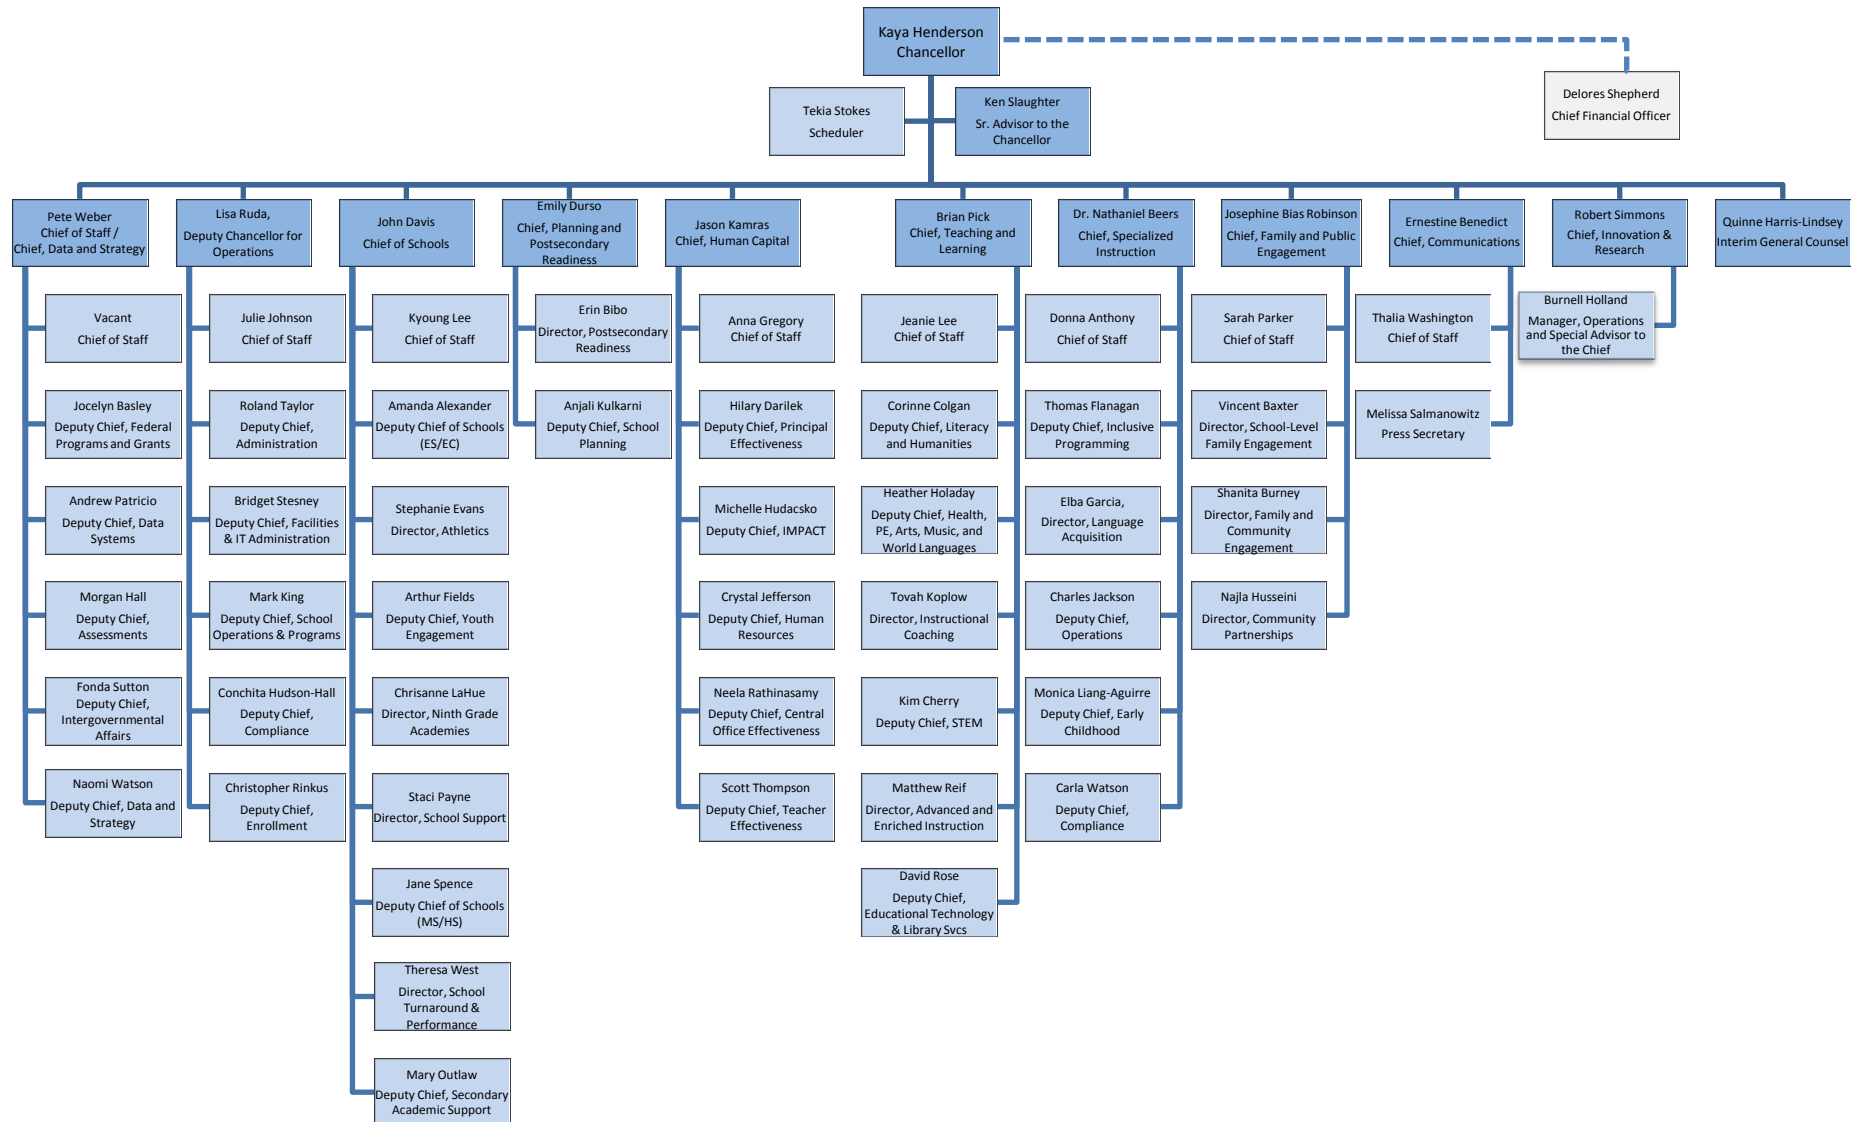 Kaya Henderson
Chancellor
Delores Shepherd
Chief Financial Officer
Tekia Stokes
Scheduler
Ken Slaughter
Sr. Advisor to the
Chancellor
Pete Weber
Chief of Staff /
Chief, Data and Strategy
Lisa Ruda,
Deputy Chancellor for
Operations
John Davis
Chief of Schools
Emily Durso
Chief, Planning and
Postsecondary
Readiness
Jason Kamras
Chief, Human Capital
Brian Pick
Chief, Teaching and
Learning
Dr. Nathaniel Beers
Chief, Specialized
Instruction
Josephine Bias Robinson
Chief, Family and Public
Engagement
Ernestine Benedict
Chief, Communications
Robert Simmons
Chief, Innovation &
Research
Quinne Harris-Lindsey
Interim General Counsel
Vacant
Chief of Staff
Julie Johnson
Chief of Staff
Kyoung Lee
Chief of Staff
Erin Bibo
Director, Postsecondary
Readiness
Anna Gregory
Chief of Staff
Jeanie Lee
Chief of Staff
Donna Anthony
Chief of Staff
Sarah Parker
Chief of Staff
Thalia Washington
Chief of Staff
Burnell Holland
Manager, Operations
and Special Advisor to
the Chief
Jocelyn Basley
Deputy Chief, Federal
Programs and Grants
Roland Taylor
Deputy Chief,
Administration
Amanda Alexander
Deputy Chief of Schools
(ES/EC)
Anjali Kulkarni
Deputy Chief, School
Planning
Hilary Darilek
Deputy Chief, Principal
Effectiveness
Corinne Colgan
Deputy Chief, Literacy
and Humanities
Thomas Flanagan
Deputy Chief, Inclusive
Programming
Vincent Baxter
Director, School-Level
Family Engagement
Melissa Salmanowitz
Press Secretary
Andrew Patricio
Deputy Chief, Data
Systems
Bridget Stesney
Deputy Chief, Facilities
& IT Administration
Stephanie Evans
Director, Athletics
Michelle Hudacsko
Deputy Chief, IMPACT
Heather Holaday
Deputy Chief, Health,
PE, Arts, Music, and
World Languages
Elba Garcia,
Director, Language
Acquisition
Shanita Burney
Director, Family and
Community
Engagement
Morgan Hall
Deputy Chief,
Assessments
Mark King
Deputy Chief, School
Operations & Programs
Arthur Fields
Deputy Chief, Youth
Engagement
Crystal Jefferson
Deputy Chief, Human
Resources
Tovah Koplow
Director, Instructional
Coaching
Charles Jackson
Deputy Chief,
Operations
Najla Husseini
Director, Community
Partnerships
Fonda Sutton
Deputy Chief,
Intergovernmental
Affairs
Conchita Hudson-Hall
Deputy Chief,
Compliance
Chrisanne LaHue
Director, Ninth Grade
Academies
Neela Rathinasamy
Deputy Chief, Central
Office Effectiveness
Kim Cherry
Deputy Chief, STEM
Monica Liang-Aguirre
Deputy Chief, Early
Childhood
Naomi Watson
Deputy Chief, Data and
Strategy
Christopher Rinkus
Deputy Chief,
Enrollment
Staci Payne
Director, School Support
Scott Thompson
Deputy Chief, Teacher
Effectiveness
Matthew Reif
Director, Advanced and
Enriched Instruction
Carla Watson
Deputy Chief,
Compliance
Jane Spence
Deputy Chief of Schools
(MS/HS)
David Rose
Deputy Chief,
Educational Technology
& Library Svcs
Theresa West
Director, School
Turnaround &
Performance
Mary Outlaw
Deputy Chief, Secondary
Academic Support